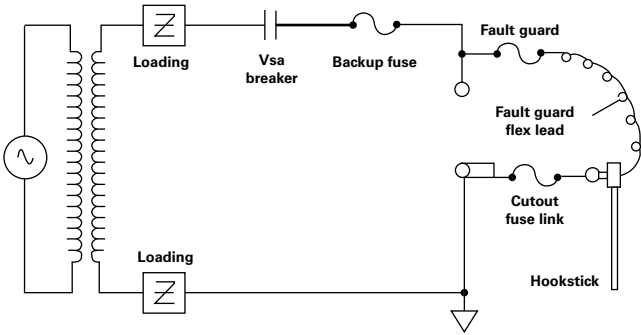 Fault guard
Loading
Vsa
breaker
Backup fuse
Fault guard
flex lead
Cutout
fuse link
Loading
Hookstick